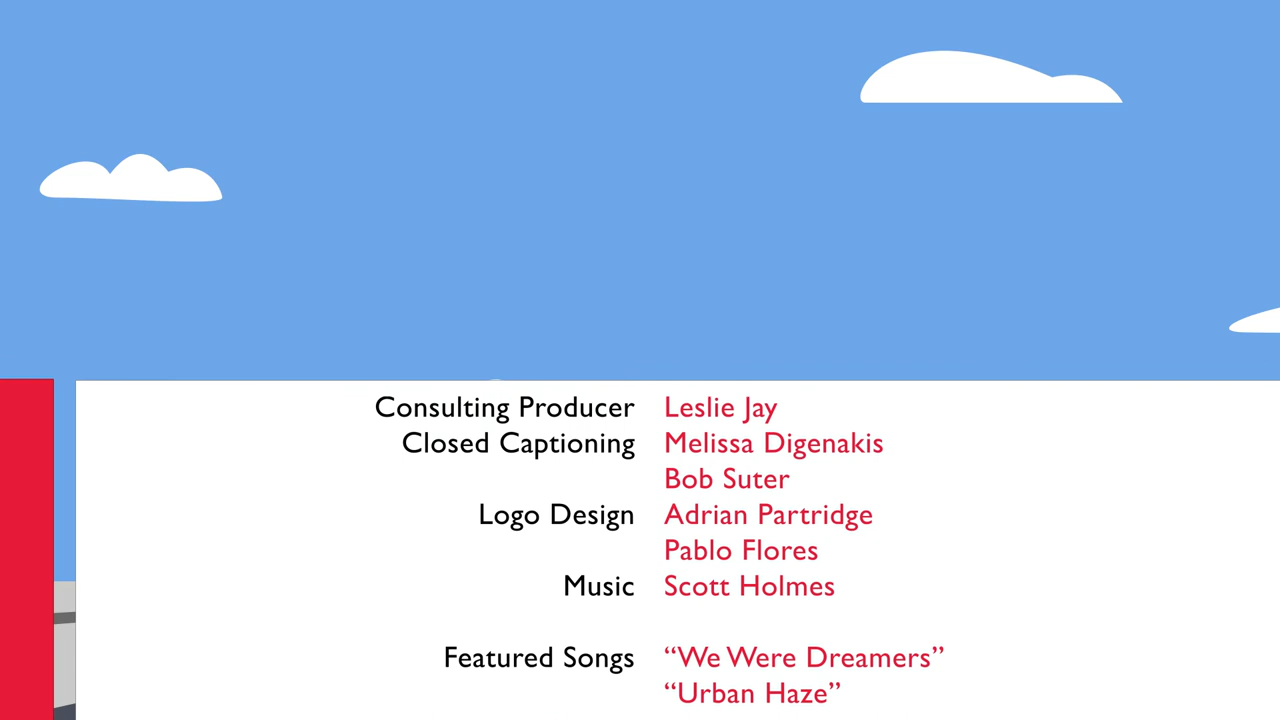 Consulting Producer Leslie Jay
Closed Captioning Melissa Digenakis
Bob Suter
Logo Design Adrian Partridge
Pablo Flores
Music Scott Holmes
Featured Songs “We Were Dreamers”
“Urban Haze”